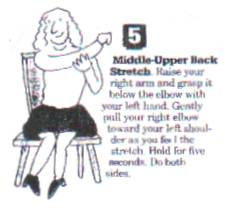 5
Middle-Upper Back
Stretch. Raise your
right arm and grasp it
below the elbow with
your left hand. Gently
pull your right elbow
toward your left shoul-
der as you feel the
stretch. Hold for five
seconds. Do both
sides.